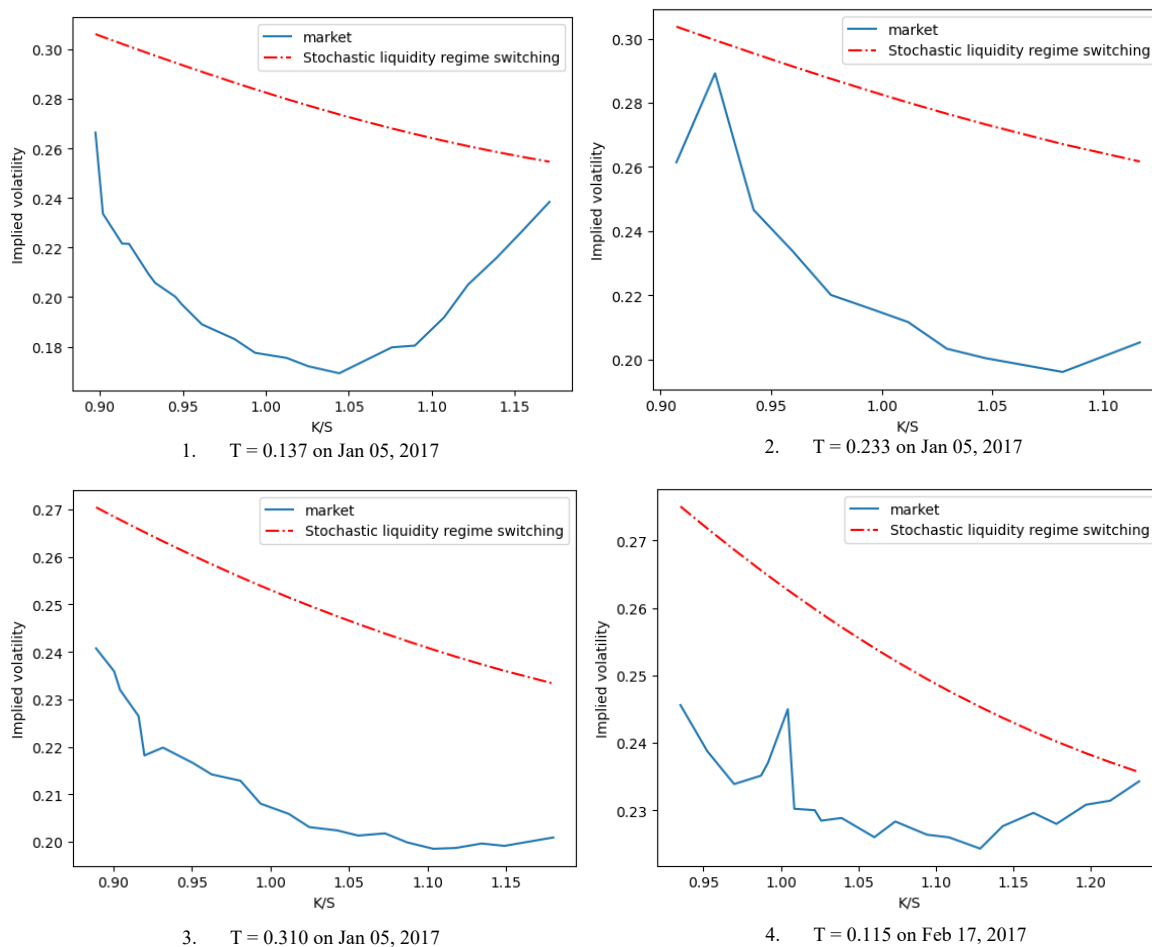 0.30
0.28
0.26
0.24
0.22
0.20
0.18
Implied volatility
market
Stochastic liquidity regime switching
0.90 0.95 1.00 1.05 1.10 1.15
K/S
1. T = 0.137 on Jan 05, 2017
0.30
0.28
0.26
0.24
0.22
0.20
Implied volatility
market
Stochastic liquidity regime switching
0.90 0.95 1.00 1.05 1.10
K/S
2. T = 0.233 on Jan 05, 2017
0.27
0.26
0.25
0.24
0.23
0.22
0.21
0.20
Implied volatility
market
Stochastic liquidity regime switching
0.90 0.95 1.00 1.05 1.10 1.15
K/S
3. T = 0.310 on Jan 05, 2017
0.27
0.26
0.25
0.24
0.23
Implied volatility
market
Stochastic liquidity regime switching
0.95 1.00 1.05 1.10 1.15 1.20
K/S
4. T = 0.115 on Feb 17, 2017